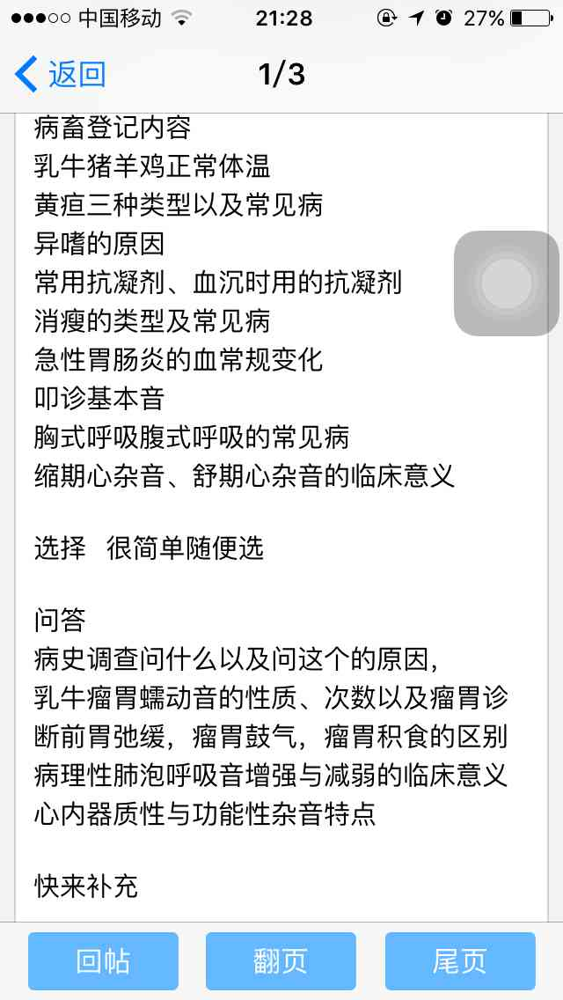 中国移动 21:28 27%
返回 1/3
病畜登记内容
乳牛猪羊鸡正常体温
黄疸三种类型以及常见病
异嗜的原因
常用抗凝剂、血沉时用的抗凝剂
消瘦的类型及常见病
急性胃肠炎的血常规变化
叩诊基本音
胸式呼吸腹式呼吸的常见病
缩期心杂音、舒期心杂音的临床意义
选择 很简单随便选
问答
病史调查问什么以及问这个的原因，
乳牛瘤胃蠕动音的性质、次数以及瘤胃诊
断前胃弛缓，瘤胃鼓气，瘤胃积食的区别
病理性肺泡呼吸音增强与减弱的临床意义
心内器质性与功能性杂音特点
快来补充
回帖 翻页 尾页